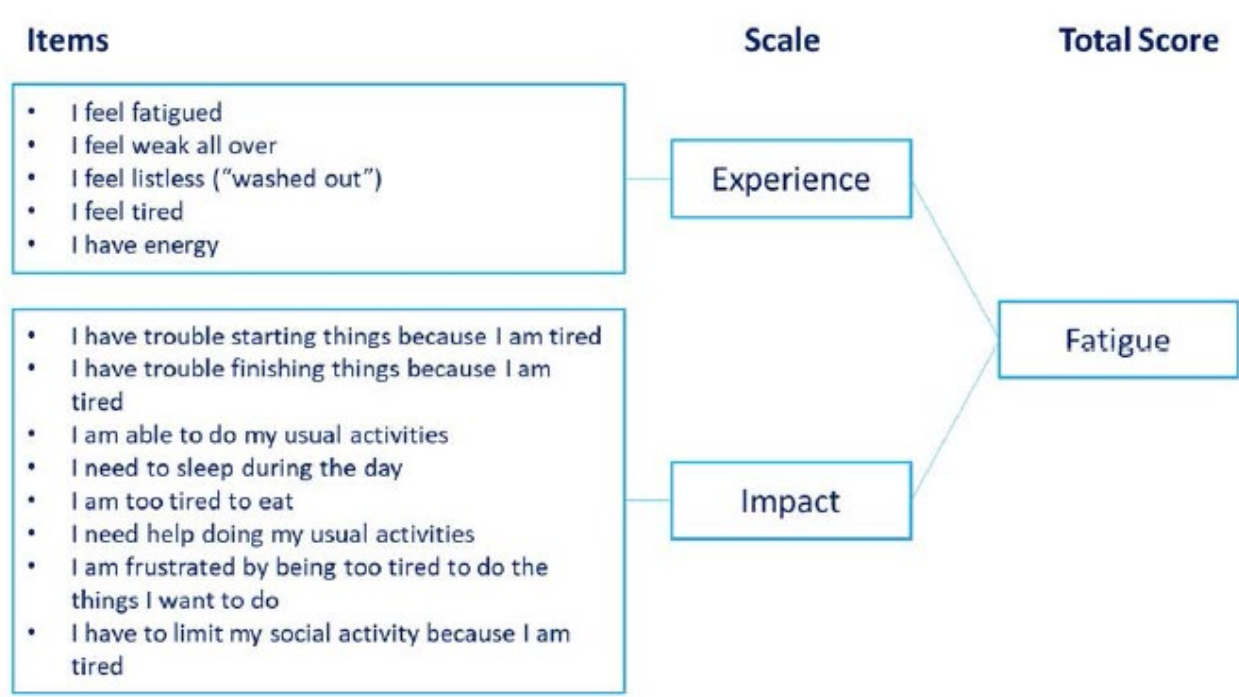 Items
Scale
Total Score
• I feel fatigued
• I feel weak all over
• I feel listless (“washed out”)
• I feel tired
• I have energy
Experience
• I have trouble starting things because I am tired
• I have trouble finishing things because I am
tired
• I am able to do my usual activities
• I need to sleep during the day
• I am too tired to eat
• I need help doing my usual activities
• I am frustrated by being too tired to do the
things I want to do
• I have to limit my social activity because I am
tired
Impact
Fatigue